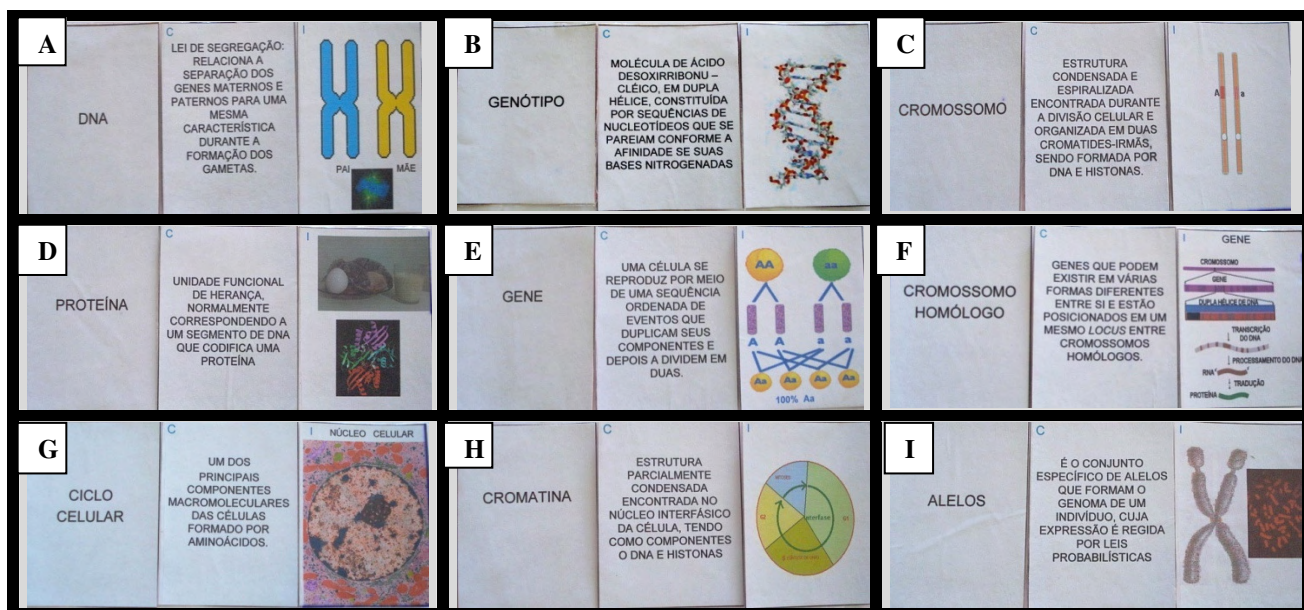 A
DNA
C
LEI DE SEGREGAÇÃO:
RELACIONA A
SEPARAÇÃO DOS
GENES MATERNOS E
PATERNOS PARA UMA
MESMA
CARACTERÍSTICA
DURANTE A
FORMAÇÃO DOS
GAMETAS.
I
PAI MÃE
B
GENÓTIPO
C
MOLÉCULA DE ÁCIDO
DESOXIRRIBONU –
CLÉICO, EM DUPLA
HÉLICE, CONSTITUÍDA
POR SEQUÊNCIAS DE
NUCLEOTÍDEOS QUE SE
PAREIAM CONFORME A
AFINIDADE SE SUAS
BASES NITROGENADAS
I
C
CROMOSSOMO
C
ESTRUTURA
CONDENSADA E
ESPIRALIZADA
ENCONTRADA DURANTE
A DIVISÃO CELULAR E
ORGANIZADA EM DUAS
CROMATIDES-IRMÃS,
SENDO FORMADA POR
DNA E HISTONAS.
I
A a
D
PROTEÍNA
C
UNIDADE FUNCIONAL
DE HERANÇA,
NORMALMENTE
CORRESPONDENDO A
UM SEGMENTO DE DNA
QUE CODIFICA UMA
PROTEÍNA
I
E
GENE
C
UMA CÉLULA SE
REPRODUZ POR MEIO
DE UMA SEQUÊNCIA
ORDENADA DE
EVENTOS QUE
DUPLICAM SEUS
COMPONENTES E
DEPOIS A DIVIDEM EM
DUAS.
I
AA aa
A A a a
Aa Aa Aa Aa
100% Aa
F
CROMOSSOMO
HOMÓLOGO
C
GENES QUE PODEM
EXISTIR EM VÁRIAS
FORMAS DIFERENTES
ENTRE SI E ESTÃO
POSICIONADOS EM UM
MESMO LOCUS ENTRE
CROMOSSOMOS
HOMÓLOGOS.
I
GENE
CROMOSSOMO
GENE
DUPLA HÉLICE DE DNA
TRANSCRIÇÃO
DO DNA
PROCESSAMENTO DO DNA
RNA
TRADUÇÃO
PROTEÍNA
G
CICLO
CELULAR
C
UM DOS
PRINCIPAIS
COMPONENTES
MACROMOLECULARES
DAS CÉLULAS
FORMADO POR
AMINOÁCIDOS.
I NÚCLEO CELULAR
H
CROMATINA
C
ESTRUTURA
PARCIALMENTE
CONDENSADA
ENCONTRADA NO
NÚCLEO INTERFÁSICO
DA CÉLULA, TENDO
COMO COMPONENTES
O DNA E HISTONAS
I
interfase
I
ALELOS
C
É O CONJUNTO
ESPECÍFICO DE ALELOS
QUE FORMAM O
GENOMA DE UM
INDIVÍDUO, CUJA
EXPRESSÃO É REGIDA
POR LEIS
PROBABILÍSTICAS
I